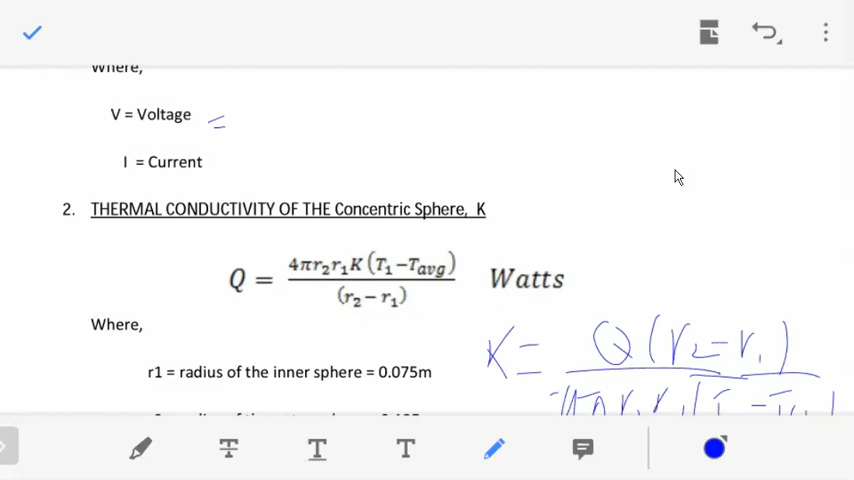 Where,
V = Voltage =
I = Current
2. THERMAL CONDUCTIVITY OF THE Concentric Sphere, K
Q = 4πr₂r₁K (T₁−Tavg) / (r₂− r₁) Watts
Where,
K = Q (r₂ − r₁)
r1 = radius of the inner sphere = 0.075m
T T T